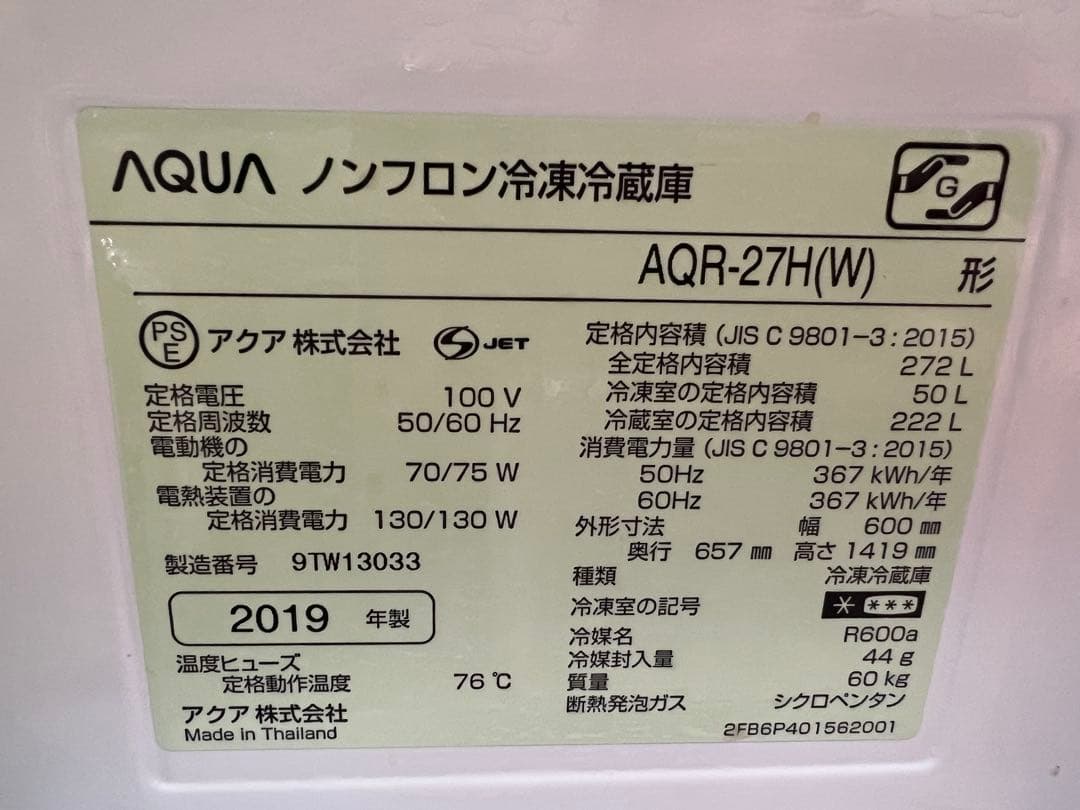 AQUA ノンフロン冷凍冷蔵庫
G
AQR-27H(W) 形
PSE アクア 株式会社 S JET
定格電圧 100 V
定格周波数 50/60 Hz
電動機の
定格消費電力 70/75 W
電熱装置の
定格消費電力 130/130 W
製造番号 9TW13033
2019 年製
温度ヒューズ
定格動作温度 76 ℃
アクア 株式会社
Made in Thailand
定格内容積 (JIS C 9801-3:2015)
全定格内容積 272 L
冷凍室の定格内容積 50 L
冷蔵室の定格内容積 222 L
消費電力量 (JIS C 9801-3:2015)
50Hz 367 kWh/年
60Hz 367 kWh/年
外形寸法 幅 600 mm
奥行 657 mm 高さ 1419 mm
種類 冷凍冷蔵庫
冷凍室の記号 * ***
冷媒名 R600a
冷媒封入量 44 g
質量 60 kg
断熱発泡ガス シクロペンタン
2FB6P401562001